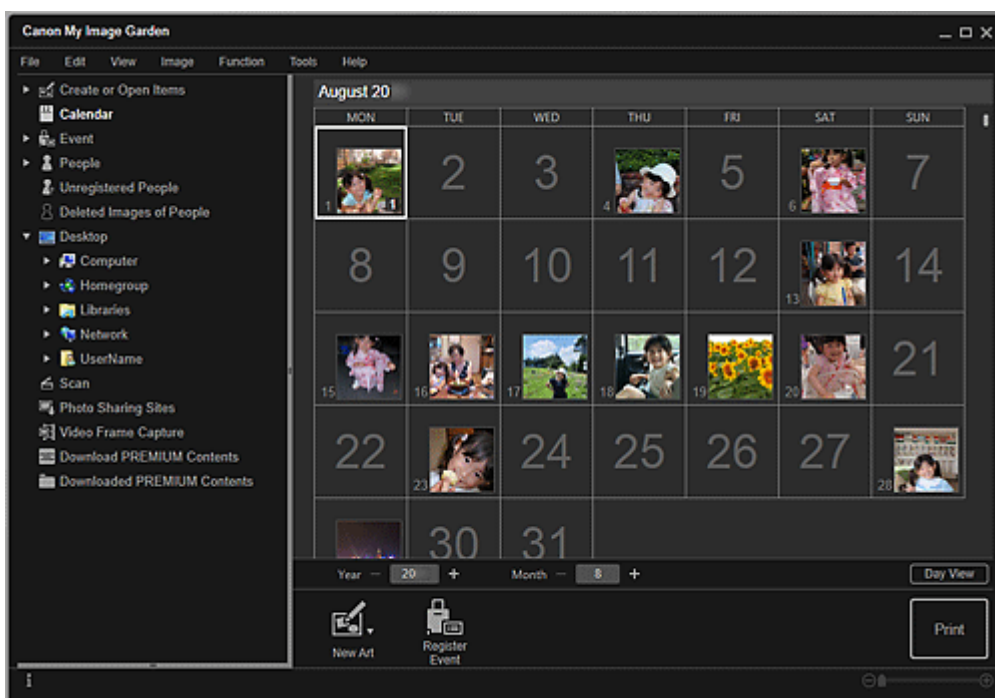 Canon My Image Garden
File Edit View Image Function Tools Help
Create or Open Items
Calendar
Event
People
Unregistered People
Deleted Images of People
Desktop
Computer
Homegroup
Libraries
Network
UserName
Scan
Photo Sharing Sites
Video Frame Capture
Download PREMIUM Contents
Downloaded PREMIUM Contents
August 20
MON TUE WED THU FRI SAT SUN
1 1 2 3 4 5 6 7
8 9 10 11 12 13 14
15 16 17 18 19 20 21
22 23 24 25 26 27 28
30 31
Year − 20 + Month − 8 + Day View
New Art
Register
Event
Print